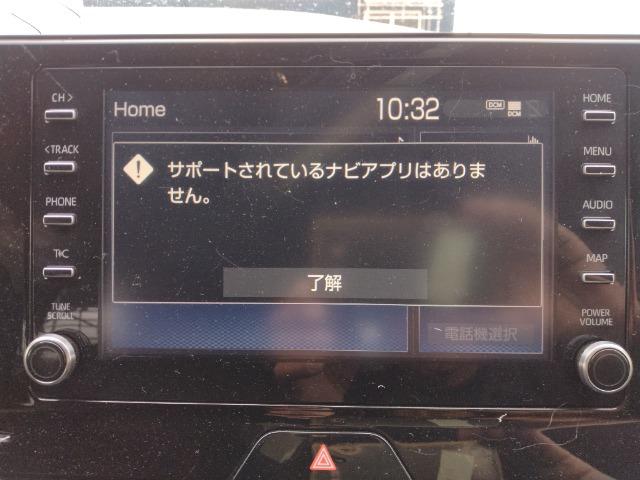 CH >
Home
10:32
DCM
DCM
HOME
<TRACK
サポートされているナビアプリはありま
せん。
MENU
PHONE
AUDIO
T·C
了解
MAP
TUNE
SCROLL
電話機選択
POWER
VOLUME